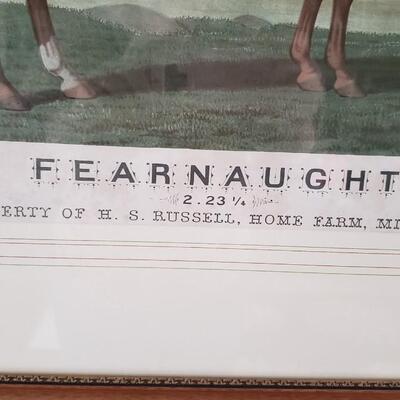 FEARNAUGHT
2.23 ¼
ERTY OF H. S. RUSSELL, HOME FARM, MI